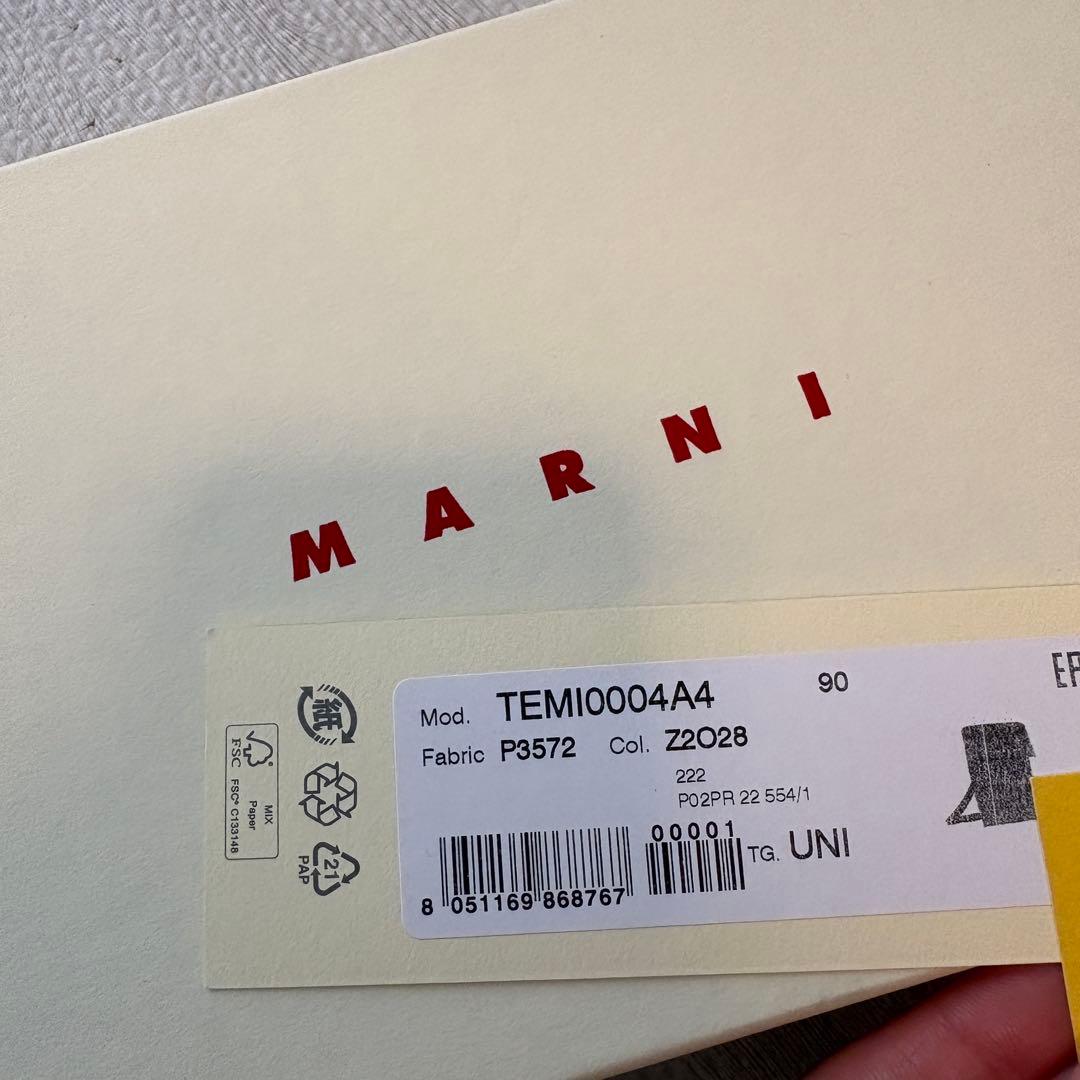 MARNI
Mod. TEMI0004A4 90
Fabric P3572 Col. Z2O28
222
P02PR 22 554/1
00001
TG. UNI
8 051169 868767
紙
21
PAP
FSC
MIX
Paper
FSC® C133148